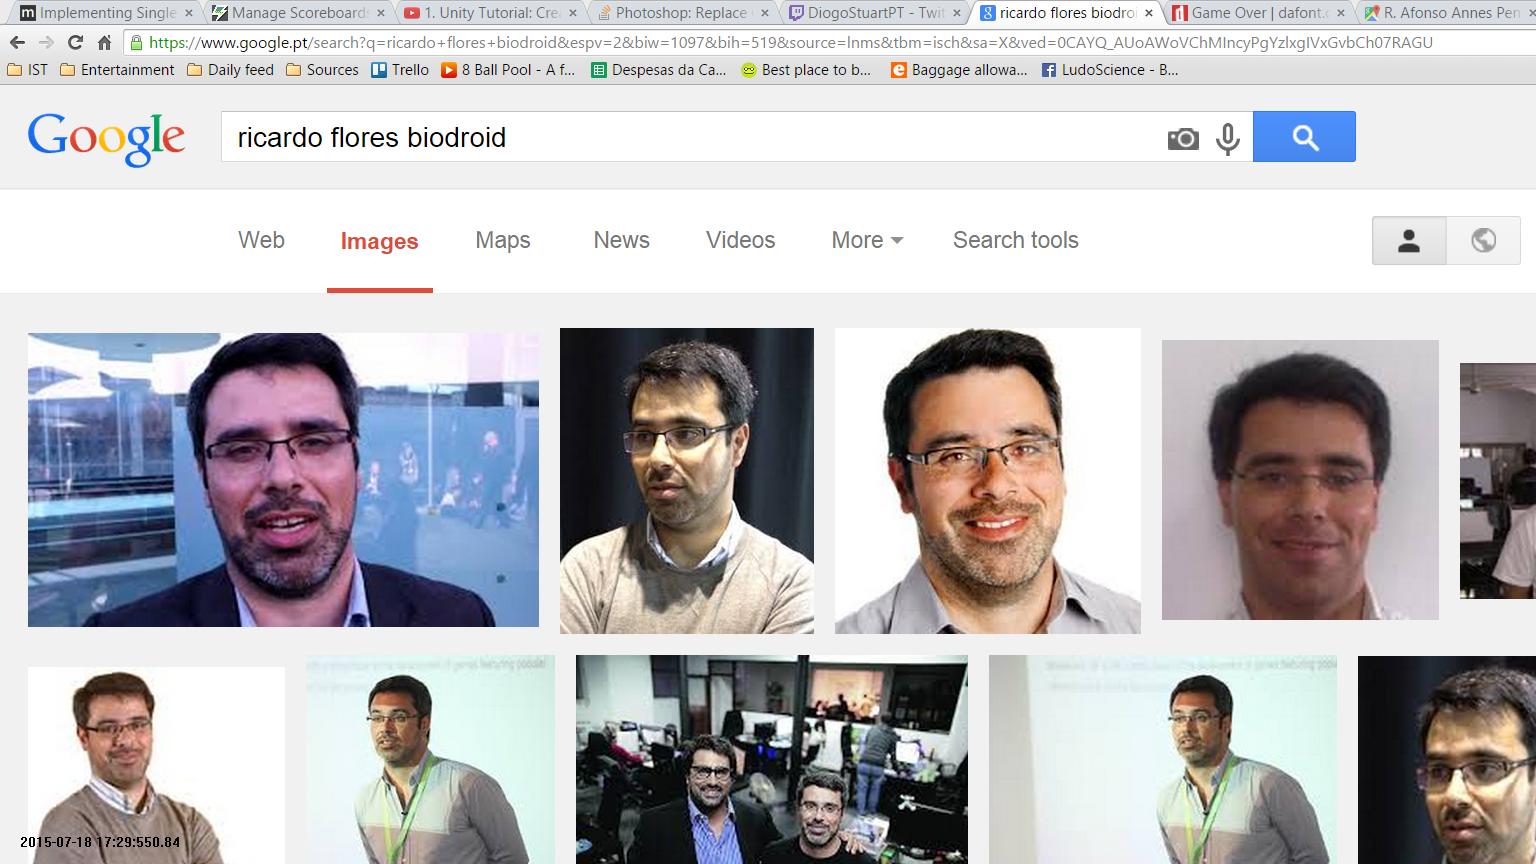 Implementing Single
Manage Scoreboards
1. Unity Tutorial: Cre
Photoshop: Replace
DiogoStuartPT - Twit
ricardo flores biodroi
Game Over | dafont.c
R. Afonso Annes Pen
https://www.google.pt/search?q=ricardo+flores+biodroid&espv=2&biw=1097&bih=519&source=lnms&tbm=isch&sa=X&ved=0CAYQ_AUoAWoVChMIncyPgYzlxgIVxGvbCh07RAGU
IST
Entertainment
Daily feed
Sources
Trello
8 Ball Pool - A f...
Despesas da Ca...
Best place to b...
Baggage allowa...
LudoScience - B...
Google
ricardo flores biodroid
Web
Images
Maps
News
Videos
More
Search tools
2015-07-18 17:29:550.84